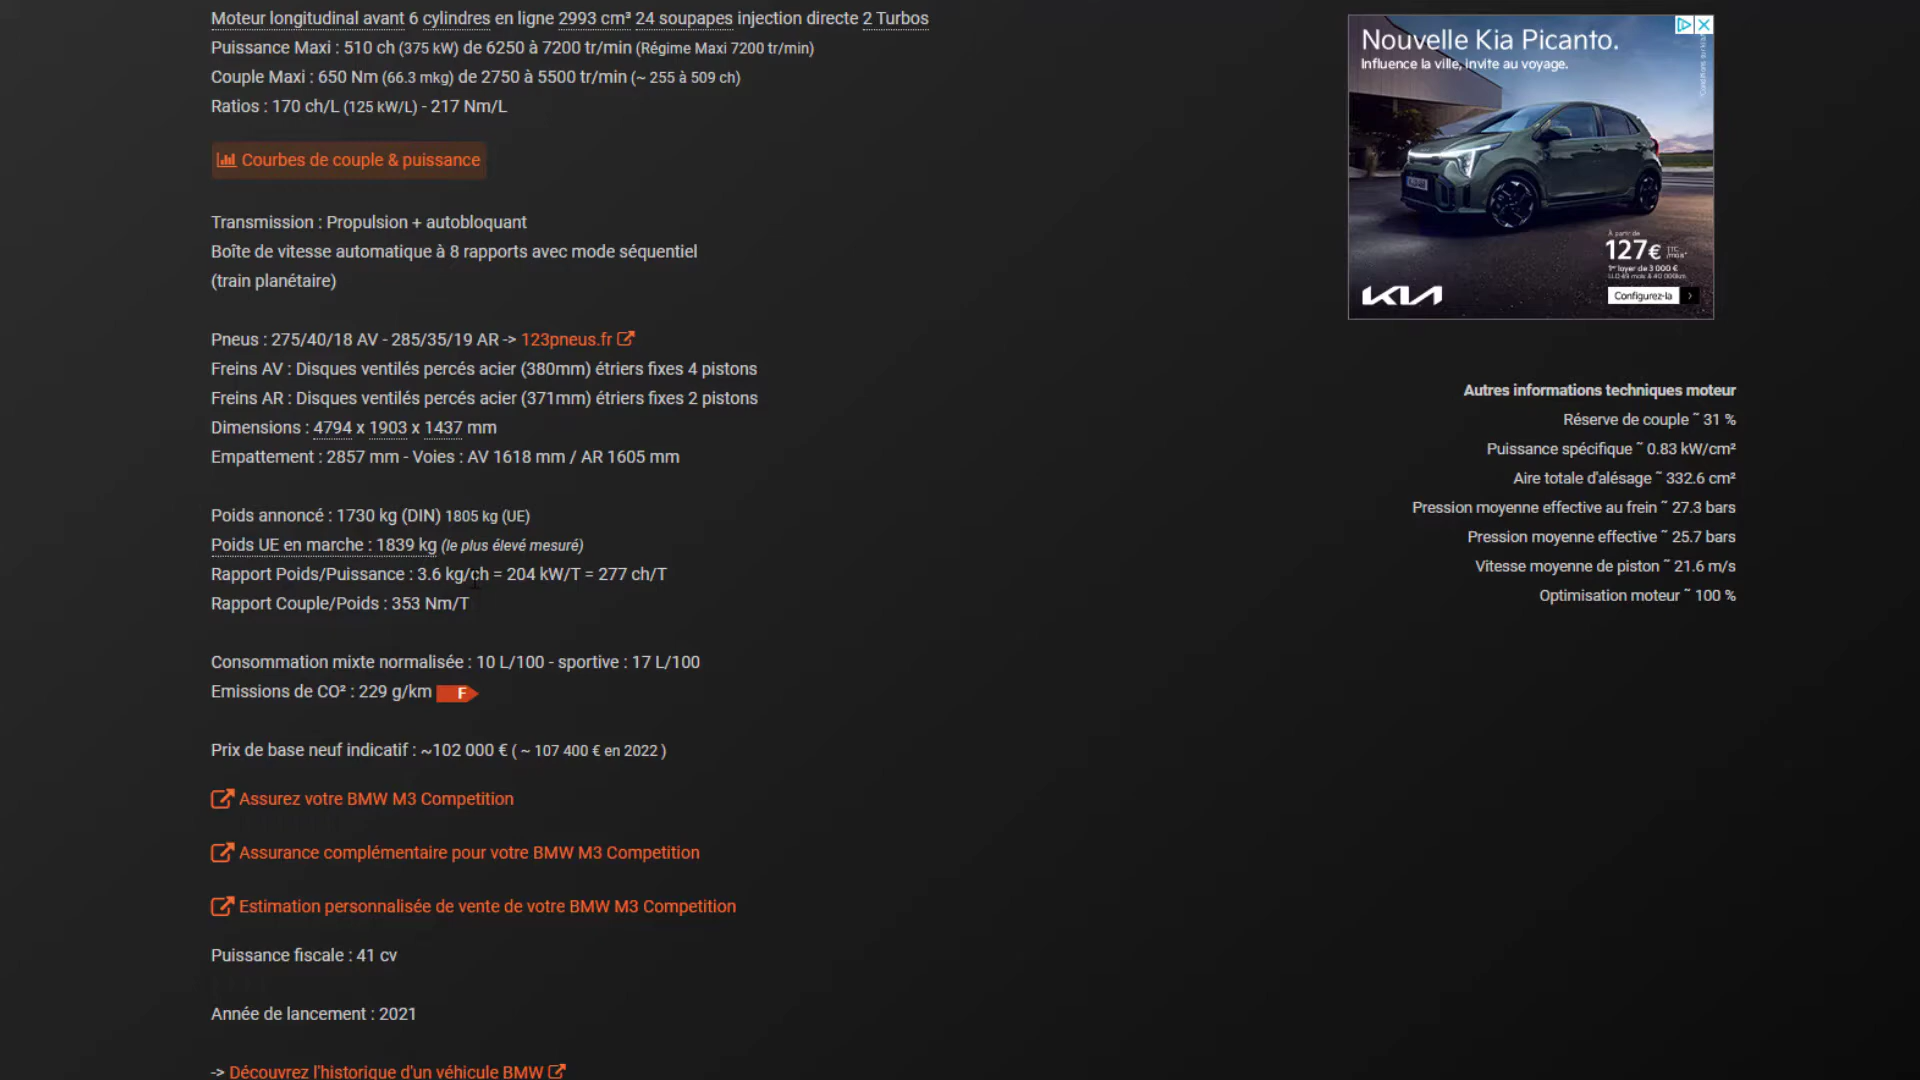 Moteur longitudinal avant 6 cylindres en ligne 2993 cm³ 24 soupapes injection directe 2 Turbos
Puissance Maxi : 510 ch (375 kW) de 6250 à 7200 tr/min (Régime Maxi 7200 tr/min)
Couple Maxi : 650 Nm (66.3 mkg) de 2750 à 5500 tr/min (~ 255 à 509 ch)
Ratios : 170 ch/L (125 kW/L) - 217 Nm/L
Courbes de couple & puissance
Transmission : Propulsion + autobloquant
Boîte de vitesse automatique à 8 rapports avec mode séquentiel
(train planétaire)
Pneus : 275/40/18 AV - 285/35/19 AR -> 123pneus.fr
Freins AV : Disques ventilés percés acier (380mm) étriers fixes 4 pistons
Freins AR : Disques ventilés percés acier (371mm) étriers fixes 2 pistons
Dimensions : 4794 x 1903 x 1437 mm
Empattement : 2857 mm - Voies : AV 1618 mm / AR 1605 mm
Poids annoncé : 1730 kg (DIN) 1805 kg (UE)
Poids UE en marche : 1839 kg (le plus élevé mesuré)
Rapport Poids/Puissance : 3.6 kg/ch = 204 kW/T = 277 ch/T
Rapport Couple/Poids : 353 Nm/T
Consommation mixte normalisée : 10 L/100 - sportive : 17 L/100
Emissions de CO² : 229 g/km F
Prix de base neuf indicatif : ~102 000 € ( ~ 107 400 € en 2022 )
Assurez votre BMW M3 Competition
Assurance complémentaire pour votre BMW M3 Competition
Estimation personnalisée de vente de votre BMW M3 Competition
Puissance fiscale : 41 cv
Année de lancement : 2021
-> Découvrez l'historique d'un véhicule BMW
Nouvelle Kia Picanto.
Influence la ville, invite au voyage.
À partir de
127€ TTC /mois*
1er loyer de 3 000 €
KIA
Configurez-la
Autres informations techniques moteur
Réserve de couple ~ 31 %
Puissance spécifique ~ 0.83 kW/cm²
Aire totale d'alésage ~ 332.6 cm²
Pression moyenne effective au frein ~ 27.3 bars
Pression moyenne effective ~ 25.7 bars
Vitesse moyenne de piston ~ 21.6 m/s
Optimisation moteur ~ 100 %